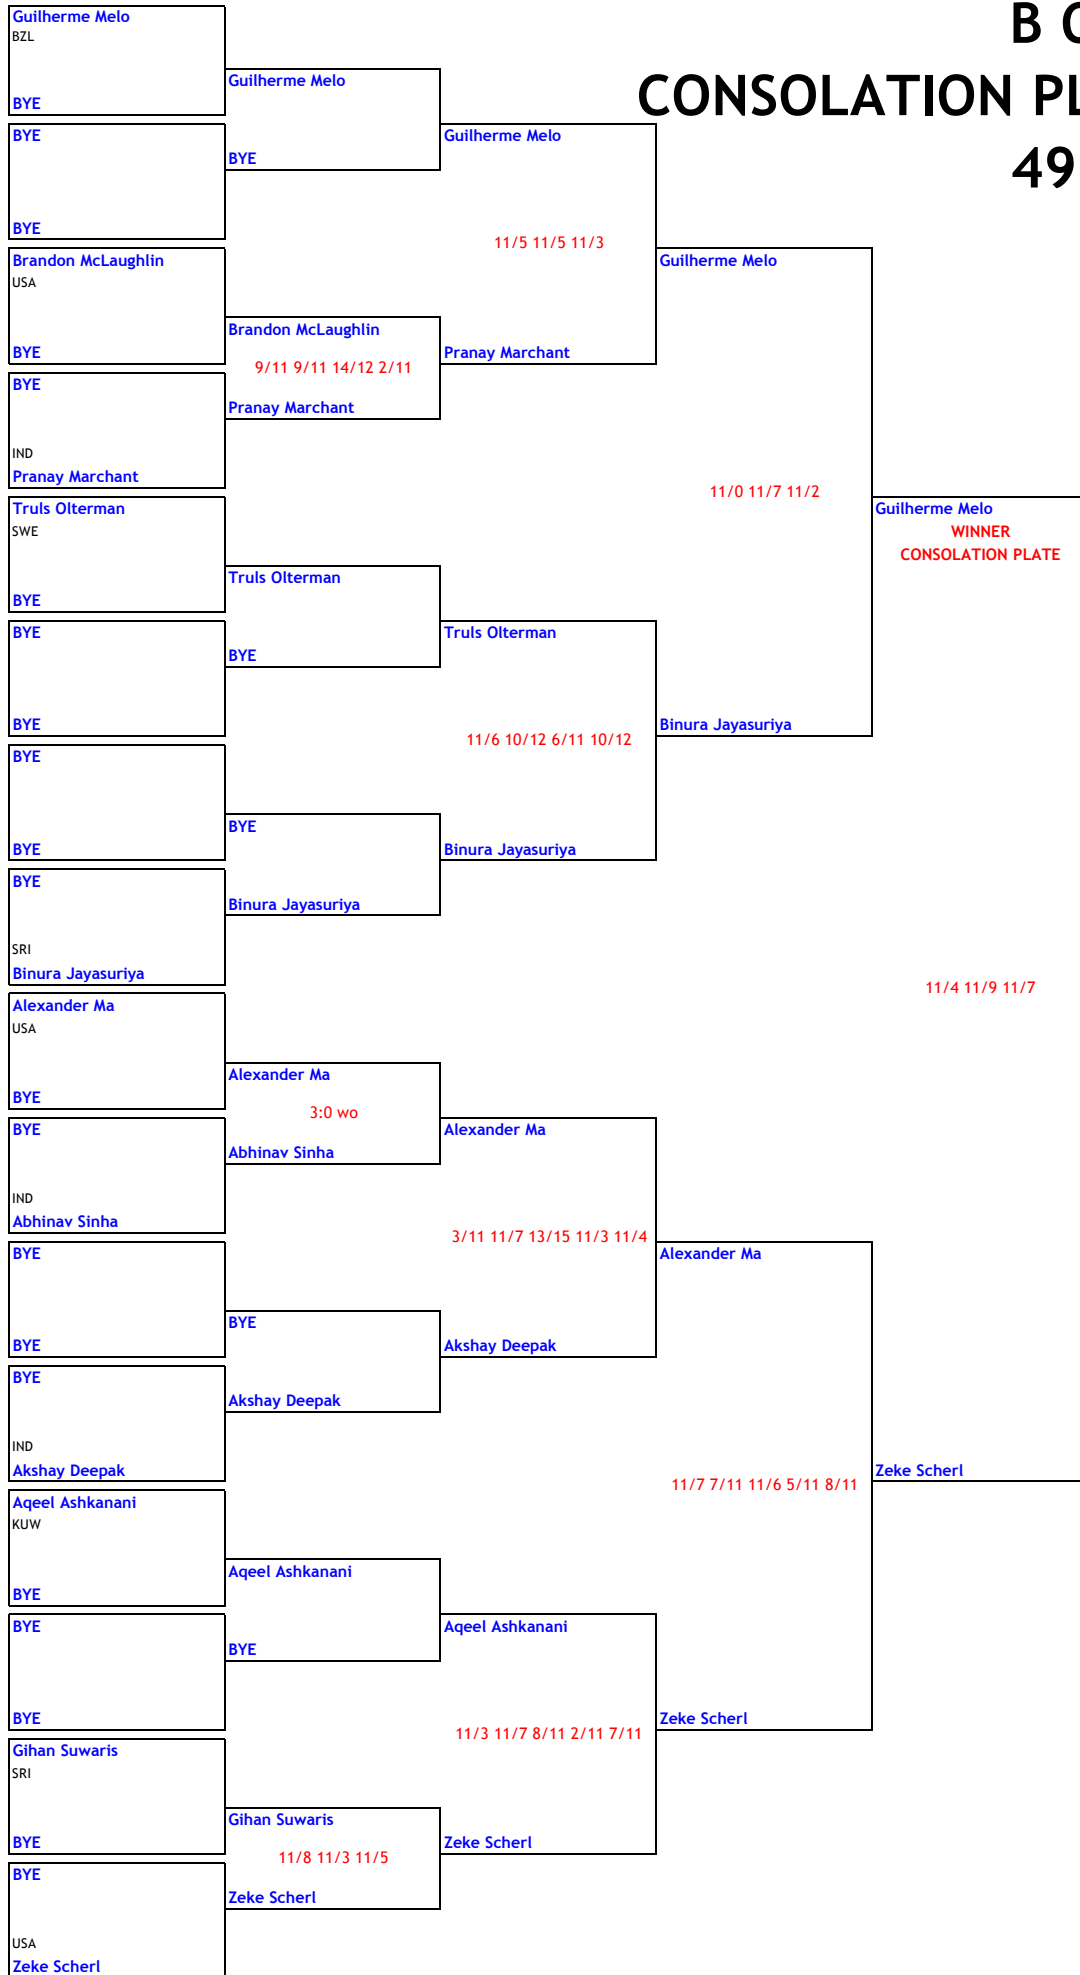 B
CONSOLATION
49
Guilherme Melo
BZL
BYE
BYE
BYE
Brandon McLaughlin
USA
BYE
BYE
IND
Pranay Marchant
Truls Olterman
SWE
BYE
BYE
BYE
BYE
BYE
BYE
SRI
Binura Jayasuriya
Alexander Ma
USA
BYE
BYE
IND
Abhinav Sinha
BYE
BYE
BYE
IND
Akshay Deepak
Aqeel Ashkanani
KUW
BYE
BYE
BYE
Gihan Suwaris
SRI
BYE
BYE
USA
Zeke Scherl
Guilherme Melo
BYE
Brandon McLaughlin
9/11 9/11 14/12 2/11
Pranay Marchant
Truls Olterman
BYE
BYE
Binura Jayasuriya
Alexander Ma
3:0 wo
Abhinav Sinha
BYE
Akshay Deepak
Aqeel Ashkanani
BYE
Gihan Suwaris
11/8 11/3 11/5
Zeke Scherl
Guilherme Melo
11/5 11/5 11/3
Pranay Marchant
Truls Olterman
11/6 10/12 6/11 10/12
Binura Jayasuriya
Alexander Ma
3/11 11/7 13/15 11/3 11/4
Akshay Deepak
Aqeel Ashkanani
11/3 11/7 8/11 2/11 7/11
Zeke Scherl
Guilherme Melo
11/0 11/7 11/2
Binura Jayasuriya
Alexander Ma
11/7 7/11 11/6 5/11 8/11
Zeke Scherl
Guilherme Melo
WINNER
CONSOLATION PLATE
11/4 11/9 11/7
Zeke Scherl